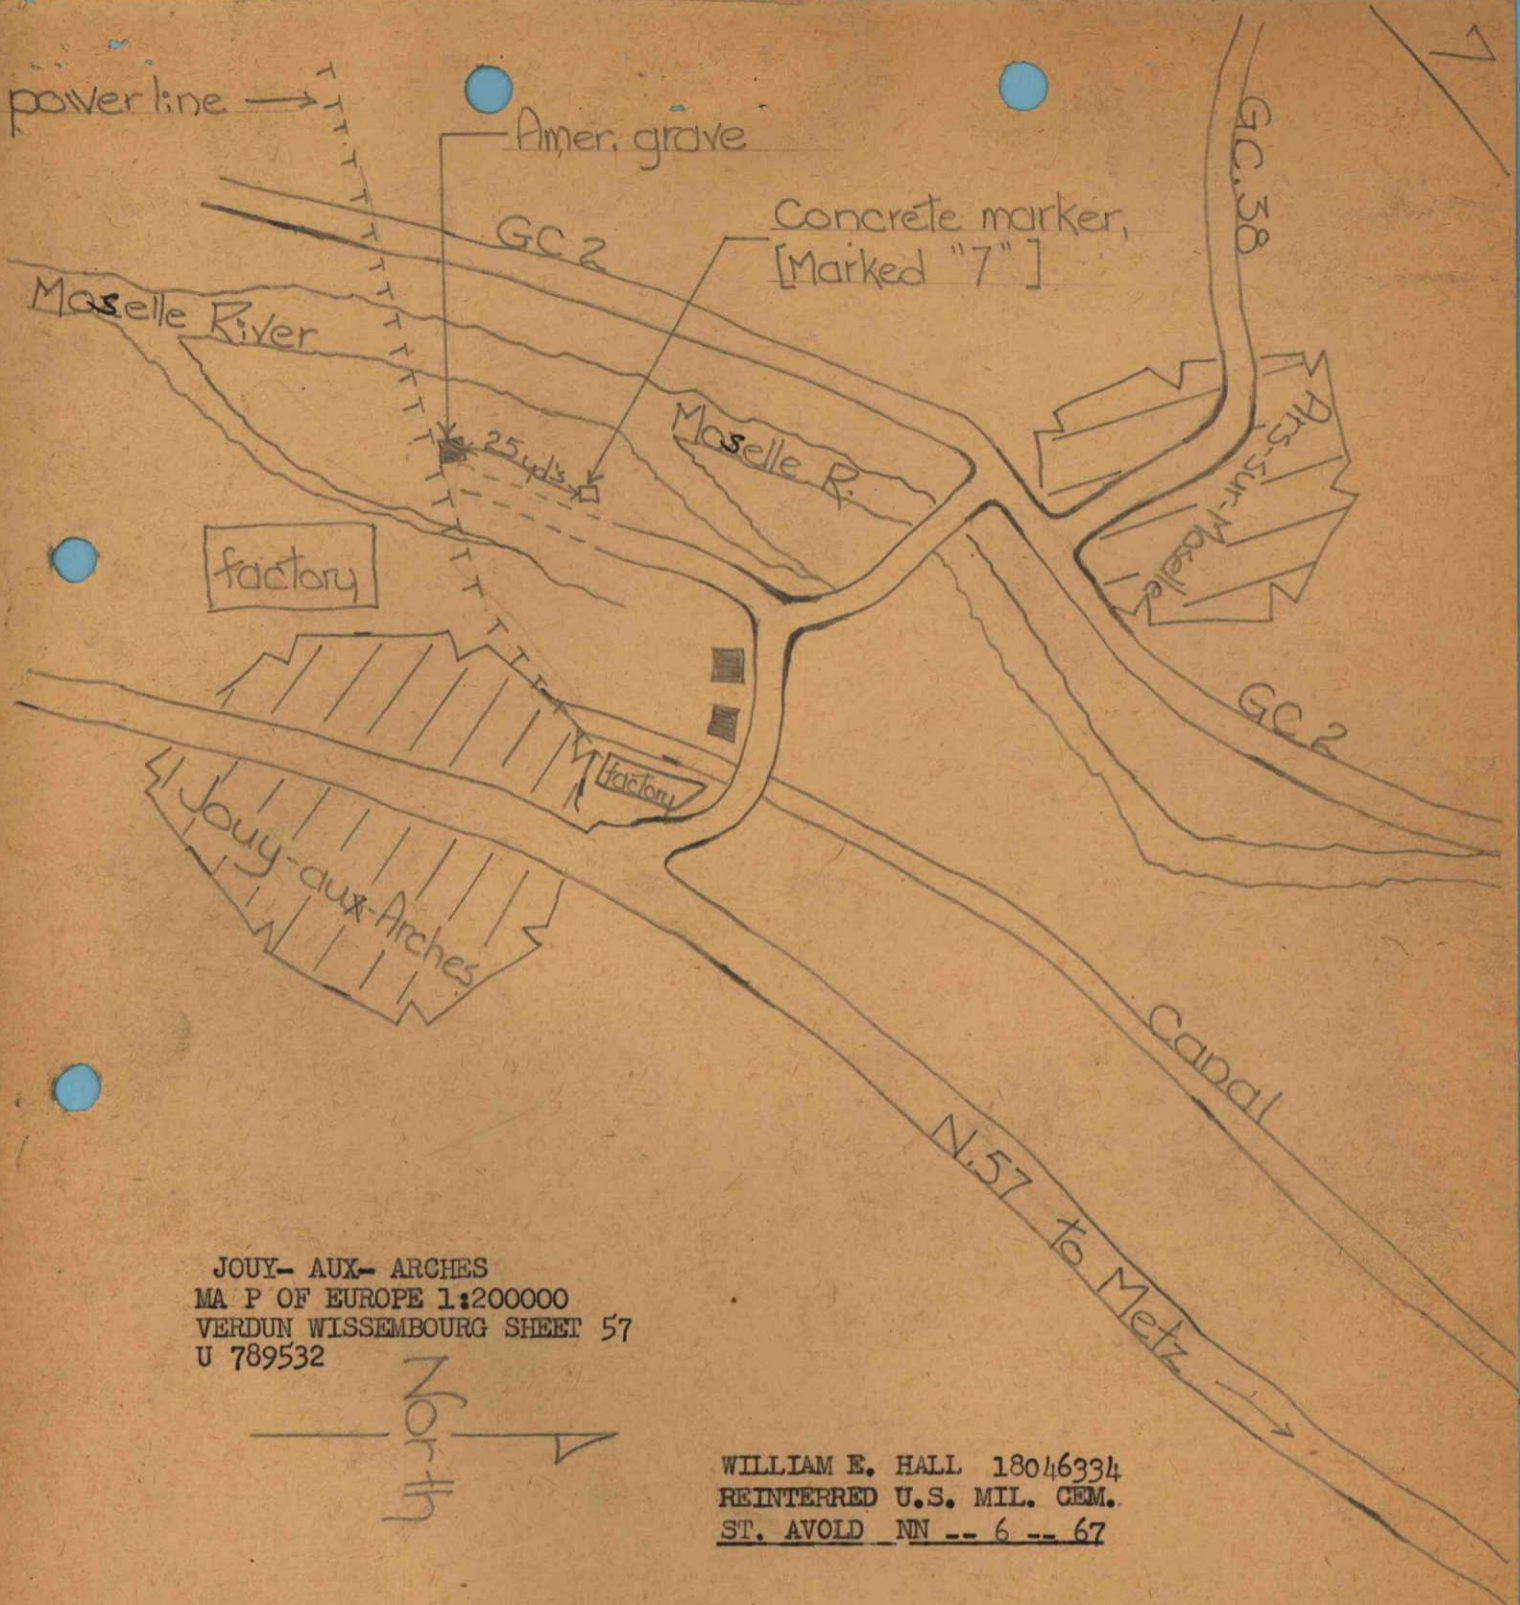 7
power line
Amer. grave
GC. 38
Concrete marker,
[Marked "7"]
GC 2
Moselle River
Moselle R.
25 yd's
Ars-Sur-Moselle
factory
GC 2
factory
Jouy-aux-Arches
Canal
N.57 to Metz
JOUY- AUX- ARCHES
MA P OF EUROPE 1:200000
VERDUN WISSEMBOURG SHEET 57
U 789532
North
WILLIAM E. HALL 18046334
REINTERRED U.S. MIL. CEM.
ST. AVOLD NN -- 6 -- 67